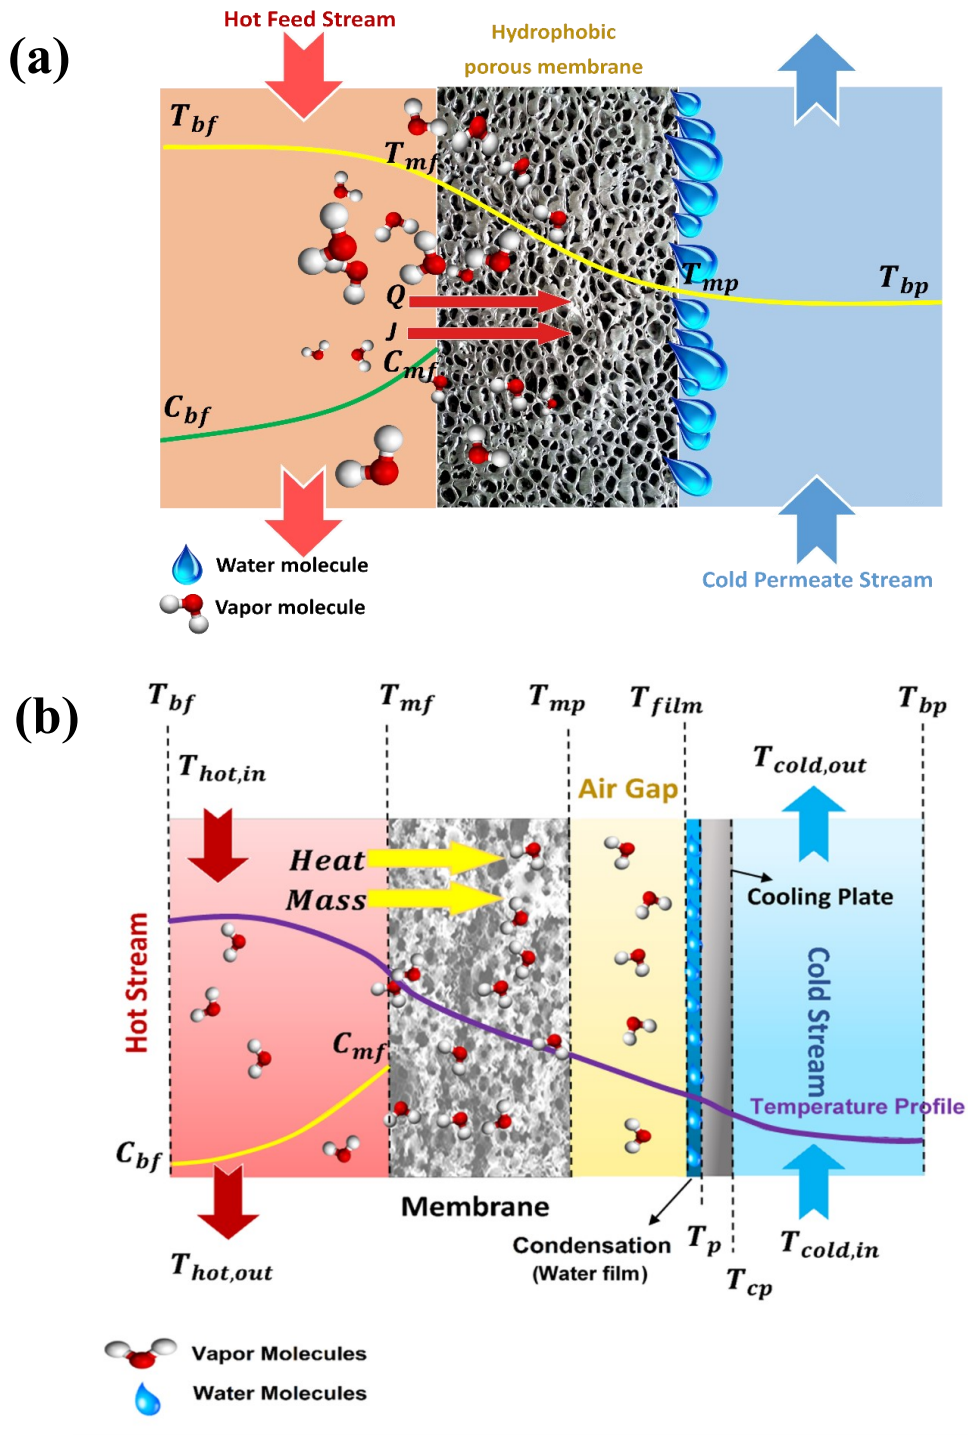 (a)
Hot Feed Stream
Hydrophobic
porous membrane
T_bf
T_mf
Q
J
C_mf
C_bf
T_mp
T_bp
Water molecule
Vapor molecule
Cold Permeate Stream
(b)
T_bf
T_mf
T_mp
T_film
T_bp
T_hot,in
T_cold,out
Air Gap
Heat
Mass
Cooling Plate
Hot Stream
Cold Stream
C_mf
Temperature Profile
C_bf
Membrane
Condensation
(Water film)
T_p
T_cp
T_cold,in
T_hot,out
Vapor Molecules
Water Molecules